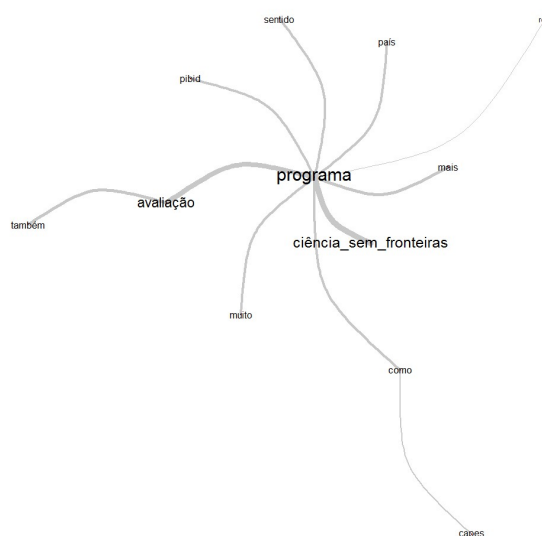 sentido
país
pibid
programa
mais
avaliação
também
ciência_sem_fronteiras
muito
como
capes